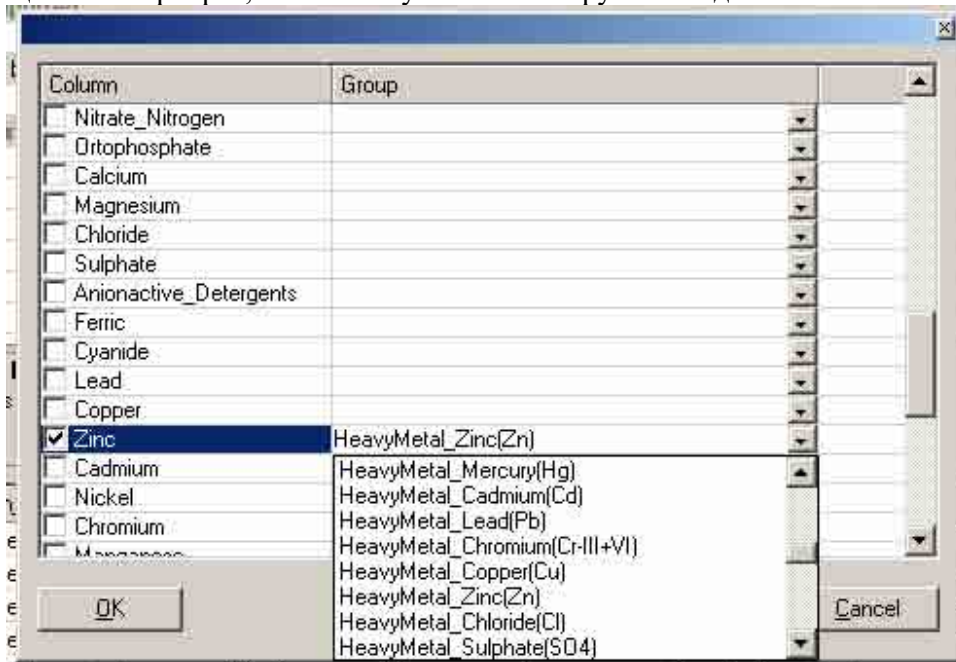 Column Group
Nitrate_Nitrogen
Ortophosphate
Calcium
Magnesium
Chloride
Sulphate
Anionactive_Detergents
Ferric
Cyanide
Lead
Copper
Zinc HeavyMetal_Zinc(Zn)
Cadmium HeavyMetal_Mercury(Hg)
Nickel HeavyMetal_Cadmium(Cd)
Chromium HeavyMetal_Lead(Pb)
Manganese HeavyMetal_Chromium(Cr-III+VI)
HeavyMetal_Copper(Cu)
OK HeavyMetal_Zinc(Zn) Cancel
HeavyMetal_Chloride(Cl)
HeavyMetal_Sulphate(SO4)